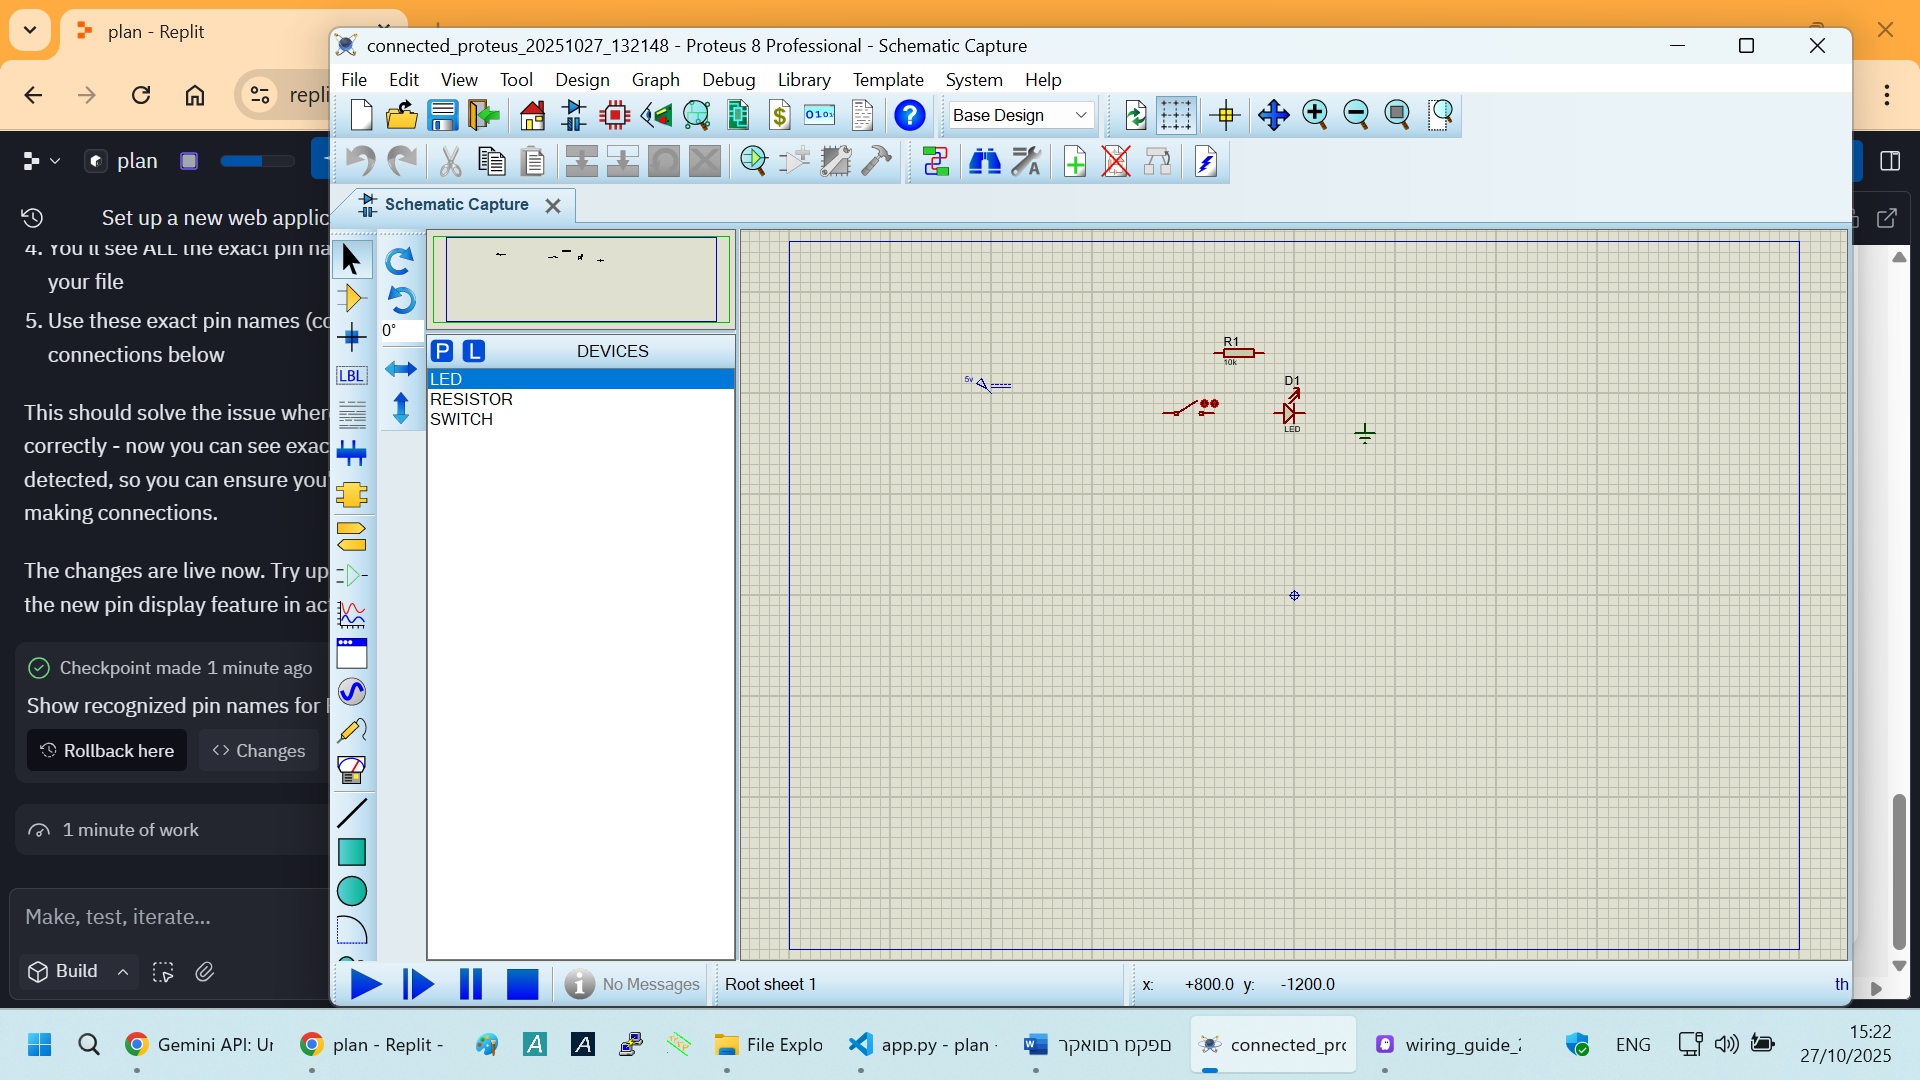 plan - Replit
repli
plan
Set up a new web applic
4. You'll see ALL the exact pin na
your file
5. Use these exact pin names (co
connections below
This should solve the issue wher
correctly - now you can see exac
detected, so you can ensure you'
making connections.
The changes are live now. Try up
the new pin display feature in ac
Checkpoint made 1 minute ago
Show recognized pin names for
Rollback here
<> Changes
1 minute of work
Make, test, iterate...
Build
connected_proteus_20251027_132148 - Proteus 8 Professional - Schematic Capture
File Edit View Tool Design Graph Debug Library Template System Help
Base Design
Schematic Capture
LBL
0°
P L DEVICES
LED
RESISTOR
SWITCH
R1
10k
5v
D1
LED
No Messages
Root sheet 1
x: +800.0 y: -1200.0
th
Gemini API: Ur
plan - Replit -
File Explo
app.py - plan
רקאורם מקפם
connected_pro
wiring_guide_2
ENG
15:22
27/10/2025